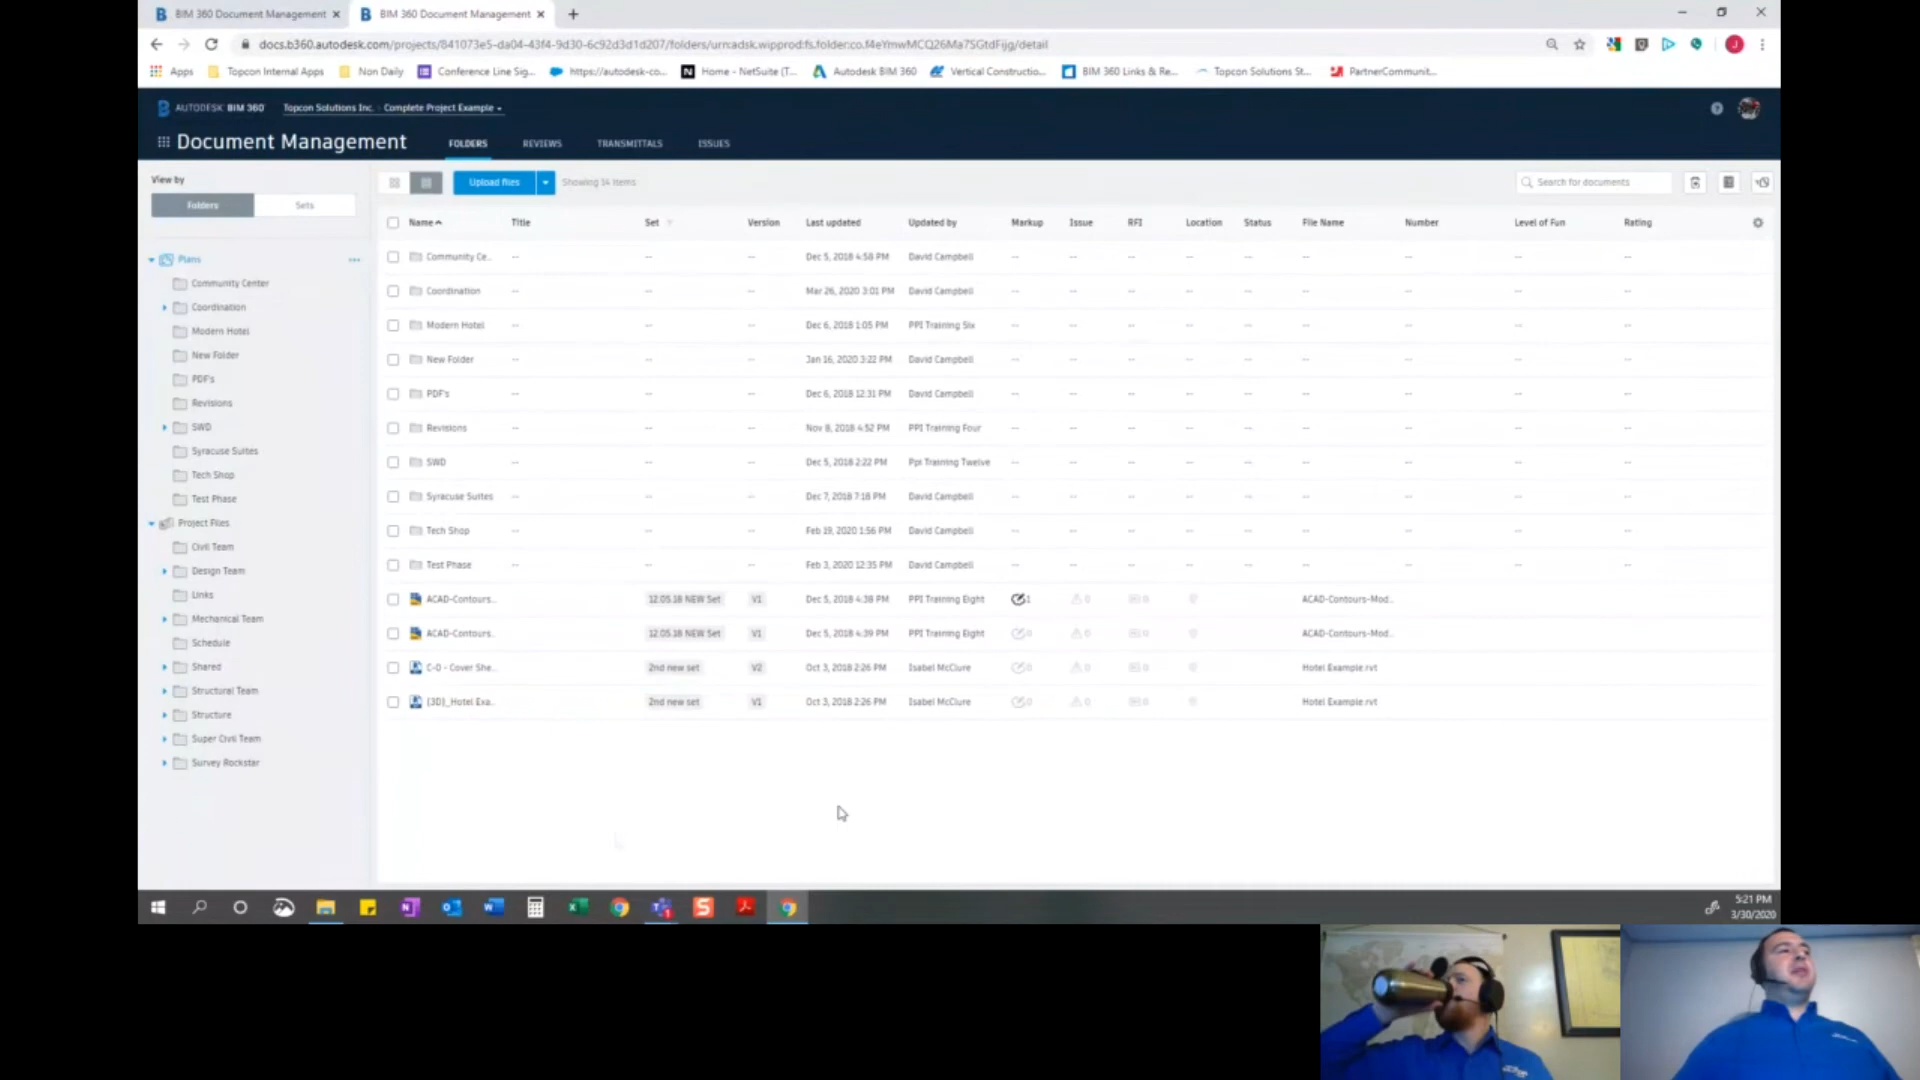 BIM 360 Document Management
BIM 360 Document Management
docs.b360.autodesk.com/projects/841073e5-da04-43f4-9d30-6c92d3d1d207/folders/urn:adsk.wipprod:fs.folder:co.f4eYmwMCQ26Ma7SGtdFijg/detail
Apps
Topcon Internal Apps
Non Daily
Conference Line Sig...
https://autodesk-co...
Home - NetSuite (T...
Autodesk BIM 360
Vertical Constructio...
BIM 360 Links & Re...
Topcon Solutions St...
PartnerCommunit...
AUTODESK BIM 360
Topcon Solutions Inc. - Complete Project Example
Document Management
FOLDERS
REVIEWS
TRANSMITTALS
ISSUES
View by
Folders
Sets
Upload files
Showing 14 items
Search for documents
Plans
Community Center
Coordination
Modern Hotel
New Folder
PDF's
Revisions
SWD
Syracuse Suites
Tech Shop
Test Phase
Project Files
Civil Team
Design Team
Links
Mechanical Team
Schedule
Shared
Structural Team
Structure
Super Civil Team
Survey Rockstar
Name Title Set Version Last updated Updated by Markup Issue RFI Location Status File Name Number Level of Fun Rating
Community Ce.. -- -- -- Dec 5, 2018 4:58 PM David Campbell -- -- -- -- -- -- -- -- --
Coordination -- -- -- Mar 26, 2020 3:01 PM David Campbell -- -- -- -- -- -- -- -- --
Modern Hotel -- -- -- Dec 6, 2018 1:05 PM PPI Training Six -- -- -- -- -- -- -- -- --
New Folder -- -- -- Jan 16, 2020 3:22 PM David Campbell -- -- -- -- -- -- -- -- --
PDF's -- -- -- Dec 6, 2018 12:31 PM David Campbell -- -- -- -- -- -- -- -- --
Revisions -- -- -- Nov 8, 2018 4:52 PM PPI Training Four -- -- -- -- -- -- -- -- --
SWD -- -- -- Dec 5, 2018 2:22 PM Ppi Training Twelve -- -- -- -- -- -- -- -- --
Syracuse Suites -- -- -- Dec 7, 2018 7:18 PM David Campbell -- -- -- -- -- -- -- -- --
Tech Shop -- -- -- Feb 19, 2020 1:56 PM David Campbell -- -- -- -- -- -- -- -- --
Test Phase -- -- -- Feb 3, 2020 12:35 PM David Campbell -- -- -- -- -- -- -- -- --
ACAD-Contours.. 12.05.18 NEW Set V1 Dec 5, 2018 4:38 PM PPI Training Eight 1 0 0 ACAD-Contours-Mod..
ACAD-Contours.. 12.05.18 NEW Set V1 Dec 5, 2018 4:39 PM PPI Training Eight 0 0 0 ACAD-Contours-Mod..
C-0 - Cover She.. 2nd new set V2 Oct 3, 2018 2:26 PM Isabel McClure 0 0 0 Hotel Example.rvt
{3D}_Hotel Exa.. 2nd new set V1 Oct 3, 2018 2:26 PM Isabel McClure 0 0 0 Hotel Example.rvt
5:21 PM
3/30/2020